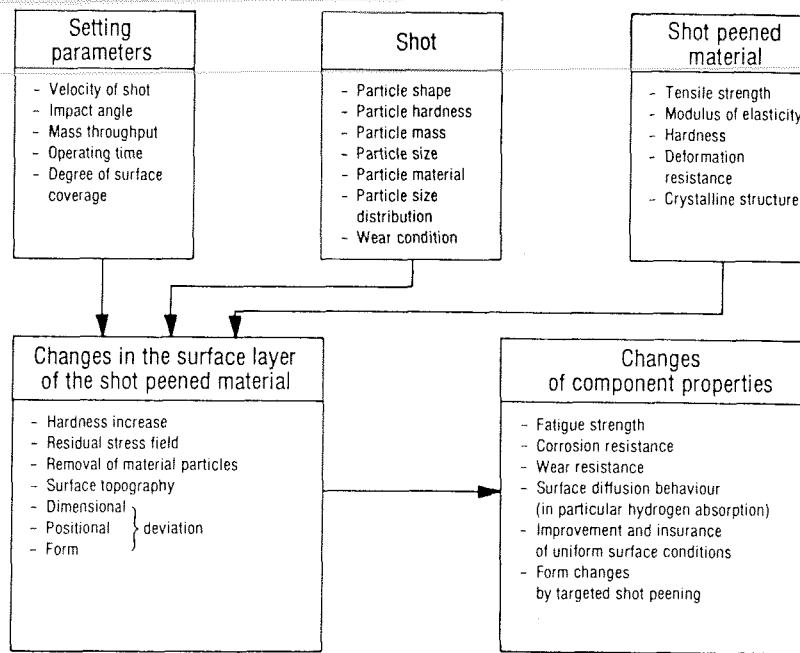 Setting
parameters
- Velocity of shot
- Impact angle
- Mass throughput
- Operating time
- Degree of surface
coverage
Shot
- Particle shape
- Particle hardness
- Particle mass
- Particle size
- Particle material
- Particle size
distribution
- Wear condition
Shot peened
material
- Tensile strength
- Modulus of elasticity
- Hardness
- Deformation
resistance
- Crystalline structure
Changes in the surface layer
of the shot peened material
- Hardness increase
- Residual stress field
- Removal of material particles
- Surface topography
- Dimensional
- Positional } deviation
- Form
Changes
of component properties
- Fatigue strength
- Corrosion resistance
- Wear resistance
- Surface diffusion behaviour
(in particular hydrogen absorption)
- Improvement and insurance
of uniform surface conditions
- Form changes
by targeted shot peening